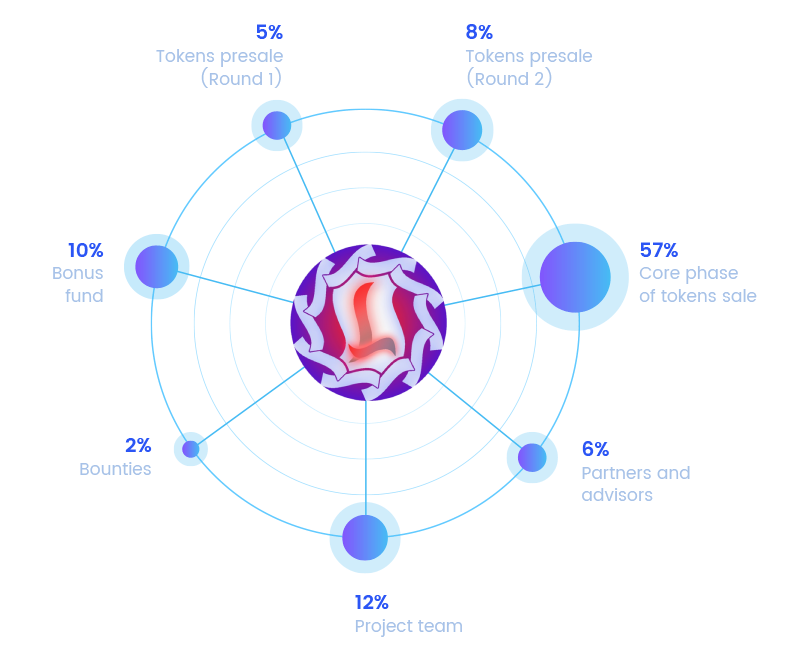 5%
Tokens presale
(Round 1)
8%
Tokens presale
(Round 2)
57%
Core phase
of tokens sale
10%
Bonus
fund
2%
Bounties
6%
Partners and
advisors
12%
Project team